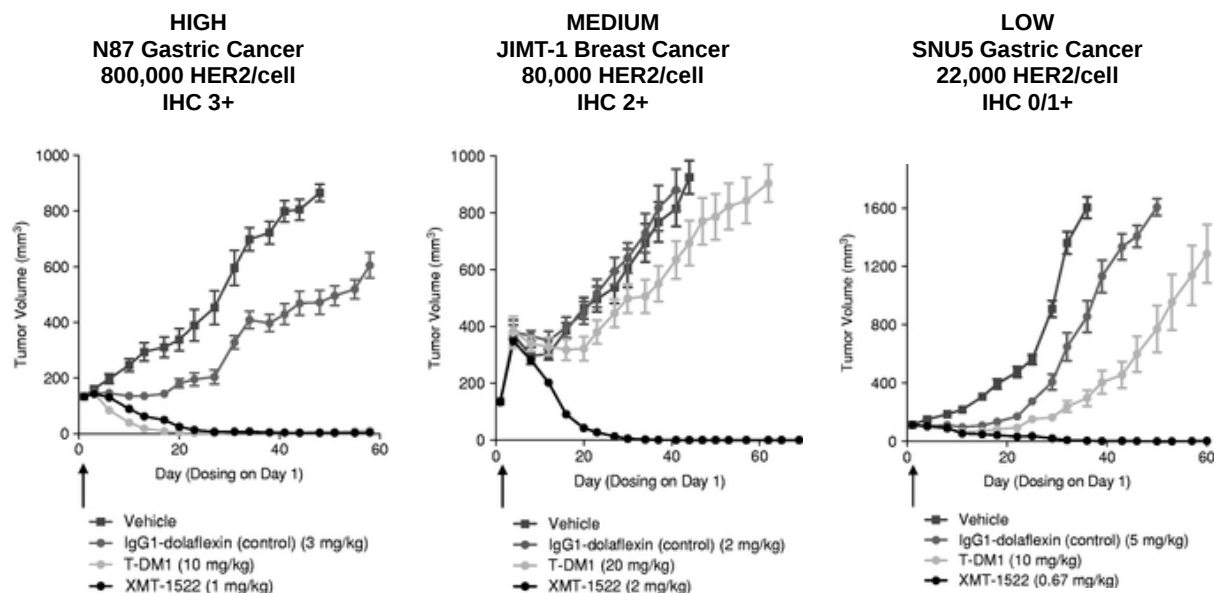 HIGH
N87 Gastric Cancer
800,000 HER2/cell
IHC 3+
1000
800
600
400
200
0
Tumor Volume (mm³)
0
20
40
60
Day (Dosing on Day 1)
Vehicle
IgG1-dolaflexin (control) (3 mg/kg)
T-DM1 (10 mg/kg)
XMT-1522 (1 mg/kg)
MEDIUM
JIMT-1 Breast Cancer
80,000 HER2/cell
IHC 2+
1000
800
600
400
200
0
Tumor Volume (mm³)
0
20
40
60
Day (Dosing on Day 1)
Vehicle
IgG1-dolaflexin (control) (2 mg/kg)
T-DM1 (20 mg/kg)
XMT-1522 (2 mg/kg)
LOW
SNU5 Gastric Cancer
22,000 HER2/cell
IHC 0/1+
1600
1200
800
400
0
Tumor Volume (mm³)
0
20
40
60
Day (Dosing on Day 1)
Vehicle
IgG1-dolaflexin (control) (5 mg/kg)
T-DM1 (10 mg/kg)
XMT-1522 (0.67 mg/kg)